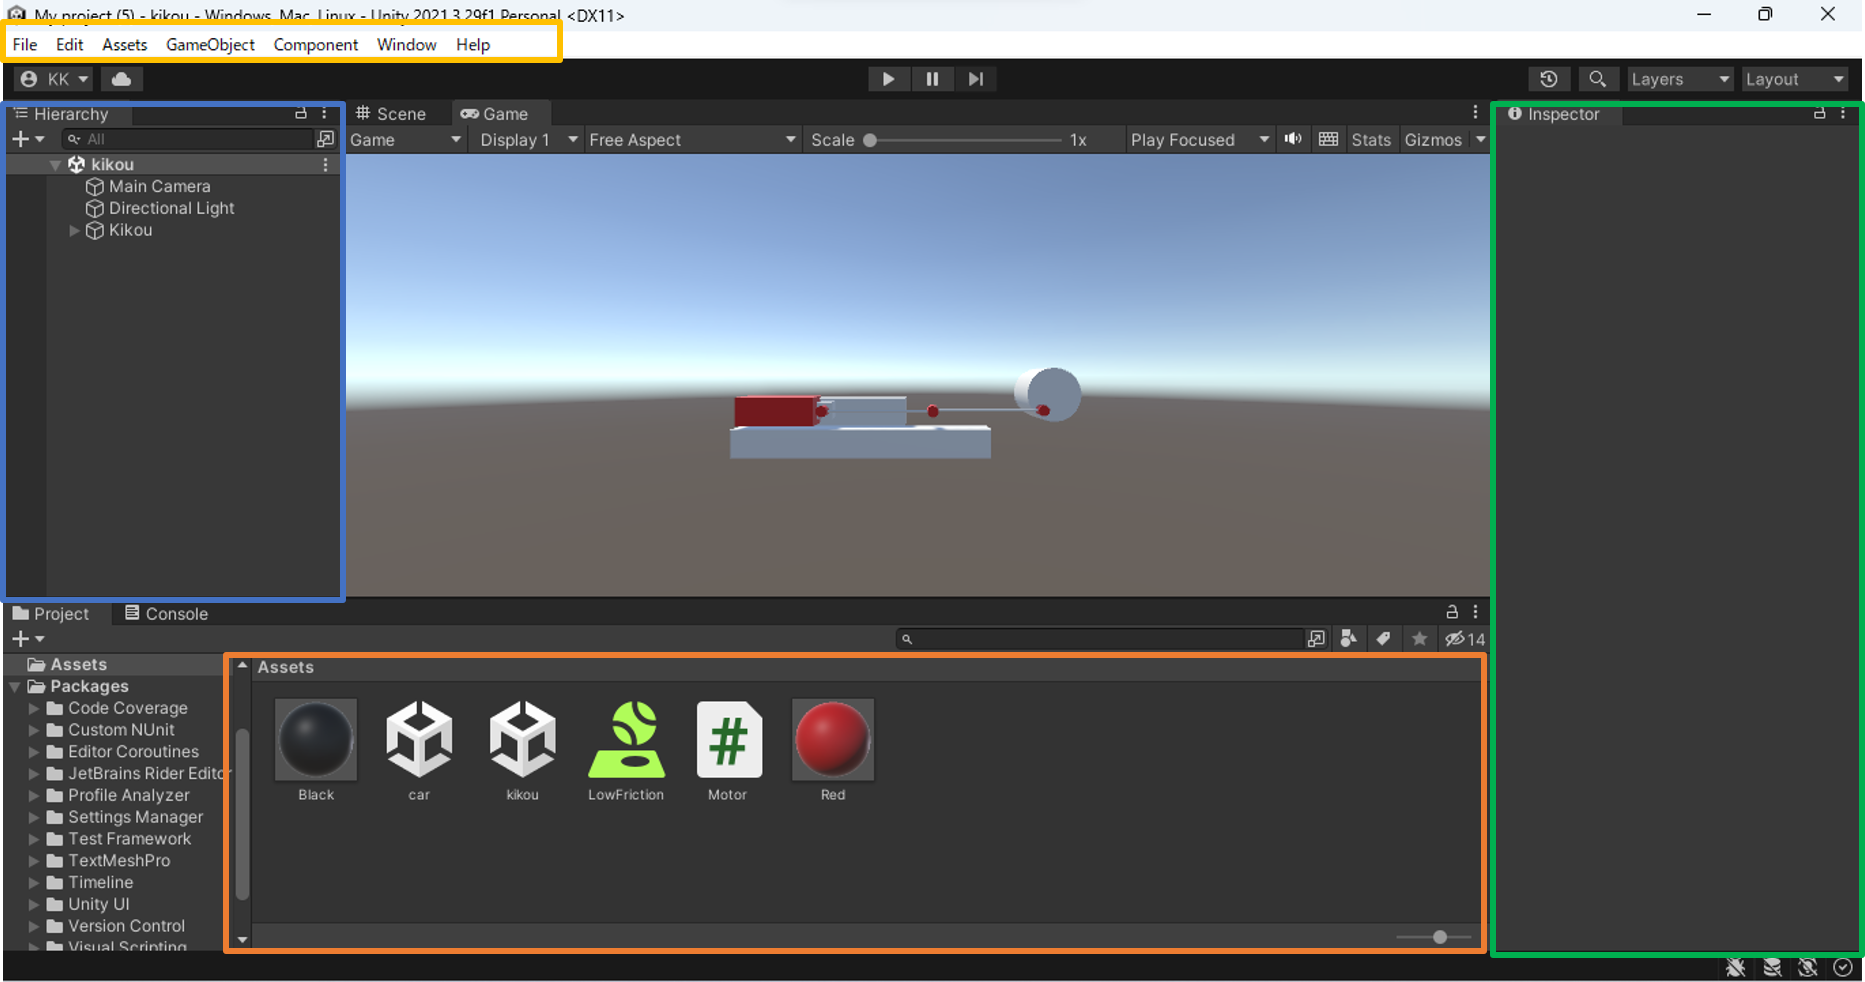 My project (5) - kikou - Windows, Mac, Linux - Unity 2021.3.29f1 Personal <DX11>
File Edit Assets GameObject Component Window Help
KK
Layers Layout
Hierarchy
All
kikou
Main Camera
Directional Light
Kikou
Scene Game
Game Display 1 Free Aspect Scale 1x Play Focused Stats Gizmos
Inspector
Project Console
14
Assets
Packages
Code Coverage
Custom NUnit
Editor Coroutines
JetBrains Rider Editor
Profile Analyzer
Settings Manager
Test Framework
TextMeshPro
Timeline
Unity UI
Version Control
Visual Scripting
Assets
Black car kikou LowFriction Motor Red